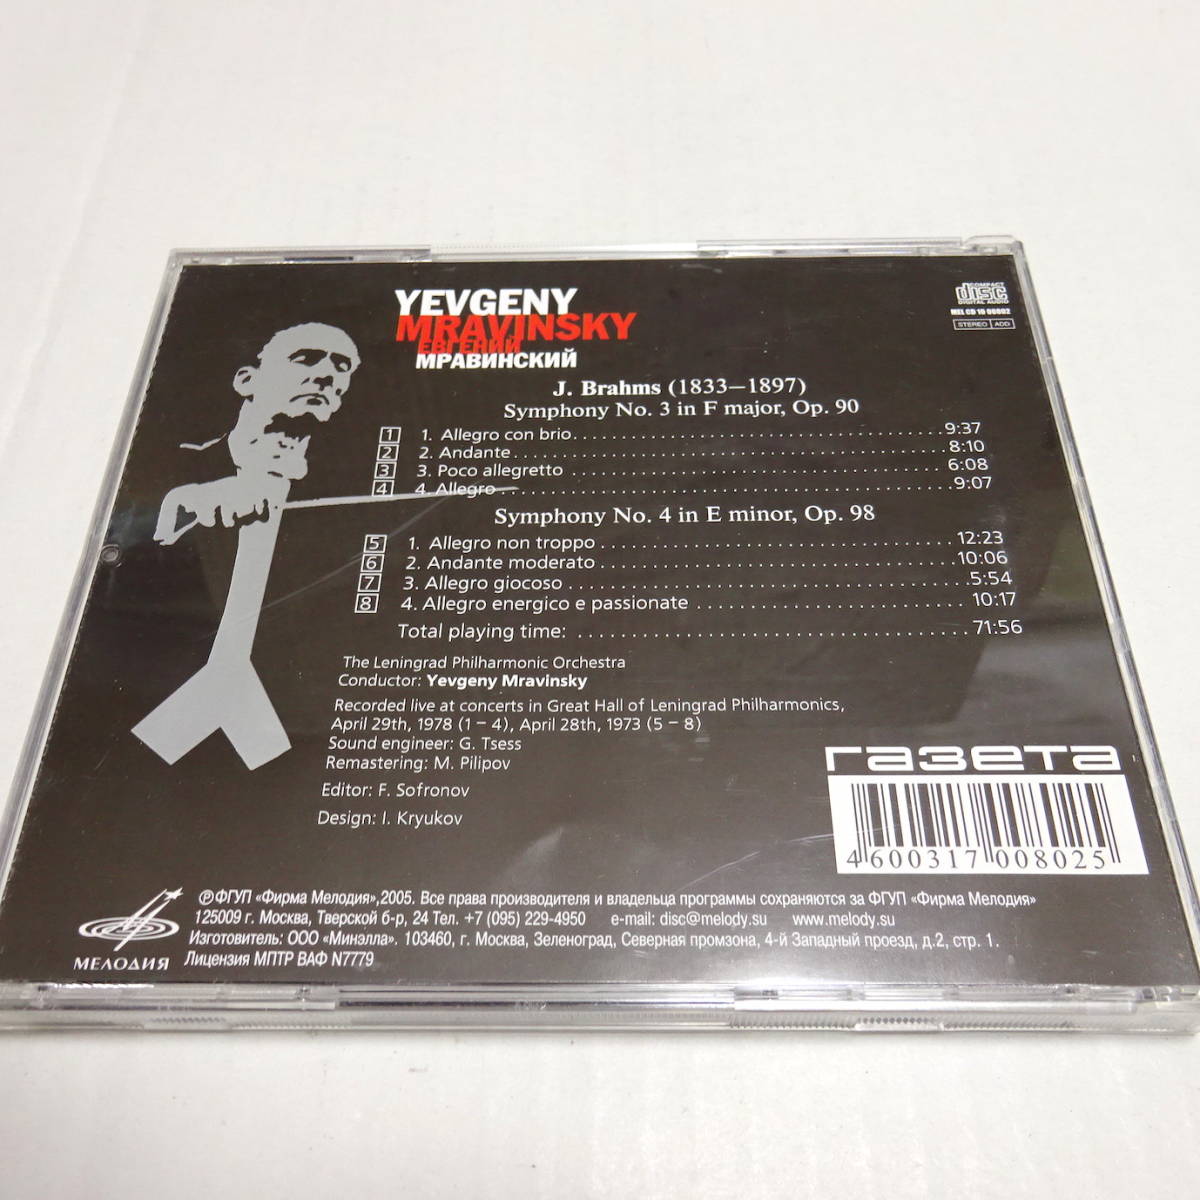 YEVGENY
MRAVINSKY
ЕВГЕНИЙ
МРАВИНСКИЙ
COMPACT
disc
DIGITAL AUDIO
MEL CD 10 00802
STEREO ADD
J. Brahms (1833–1897)
Symphony No. 3 in F major, Op. 90
1 1. Allegro con brio 9:37
2 2. Andante 8:10
3 3. Poco allegretto 6:08
4 4. Allegro 9:07
Symphony No. 4 in E minor, Op. 98
5 1. Allegro non troppo 12:23
6 2. Andante moderato 10:06
7 3. Allegro giocoso 5:54
8 4. Allegro energico e passionate 10:17
Total playing time: 71:56
The Leningrad Philharmonic Orchestra
Conductor: Yevgeny Mravinsky
Recorded live at concerts in Great Hall of Leningrad Philharmonics,
April 29th, 1978 (1 – 4), April 28th, 1973 (5 – 8)
Sound engineer: G. Tsess
Remastering: M. Pilipov
Editor: F. Sofronov
Design: I. Kryukov
газета
4 600317 008025
℗ФГУП «Фирма Мелодия»,2005. Все права производителя и владельца программы сохраняются за ФГУП «Фирма Мелодия»
125009 г. Москва, Тверской б-р, 24 Тел. +7 (095) 229-4950 e-mail: disc@melody.su www.melody.su
Изготовитель: ООО «Минэлла». 103460, г. Москва, Зеленоград, Северная промзона, 4-й Западный проезд, д.2, стр. 1.
Лицензия МПТР ВАФ N7779
МЕЛОДИЯ